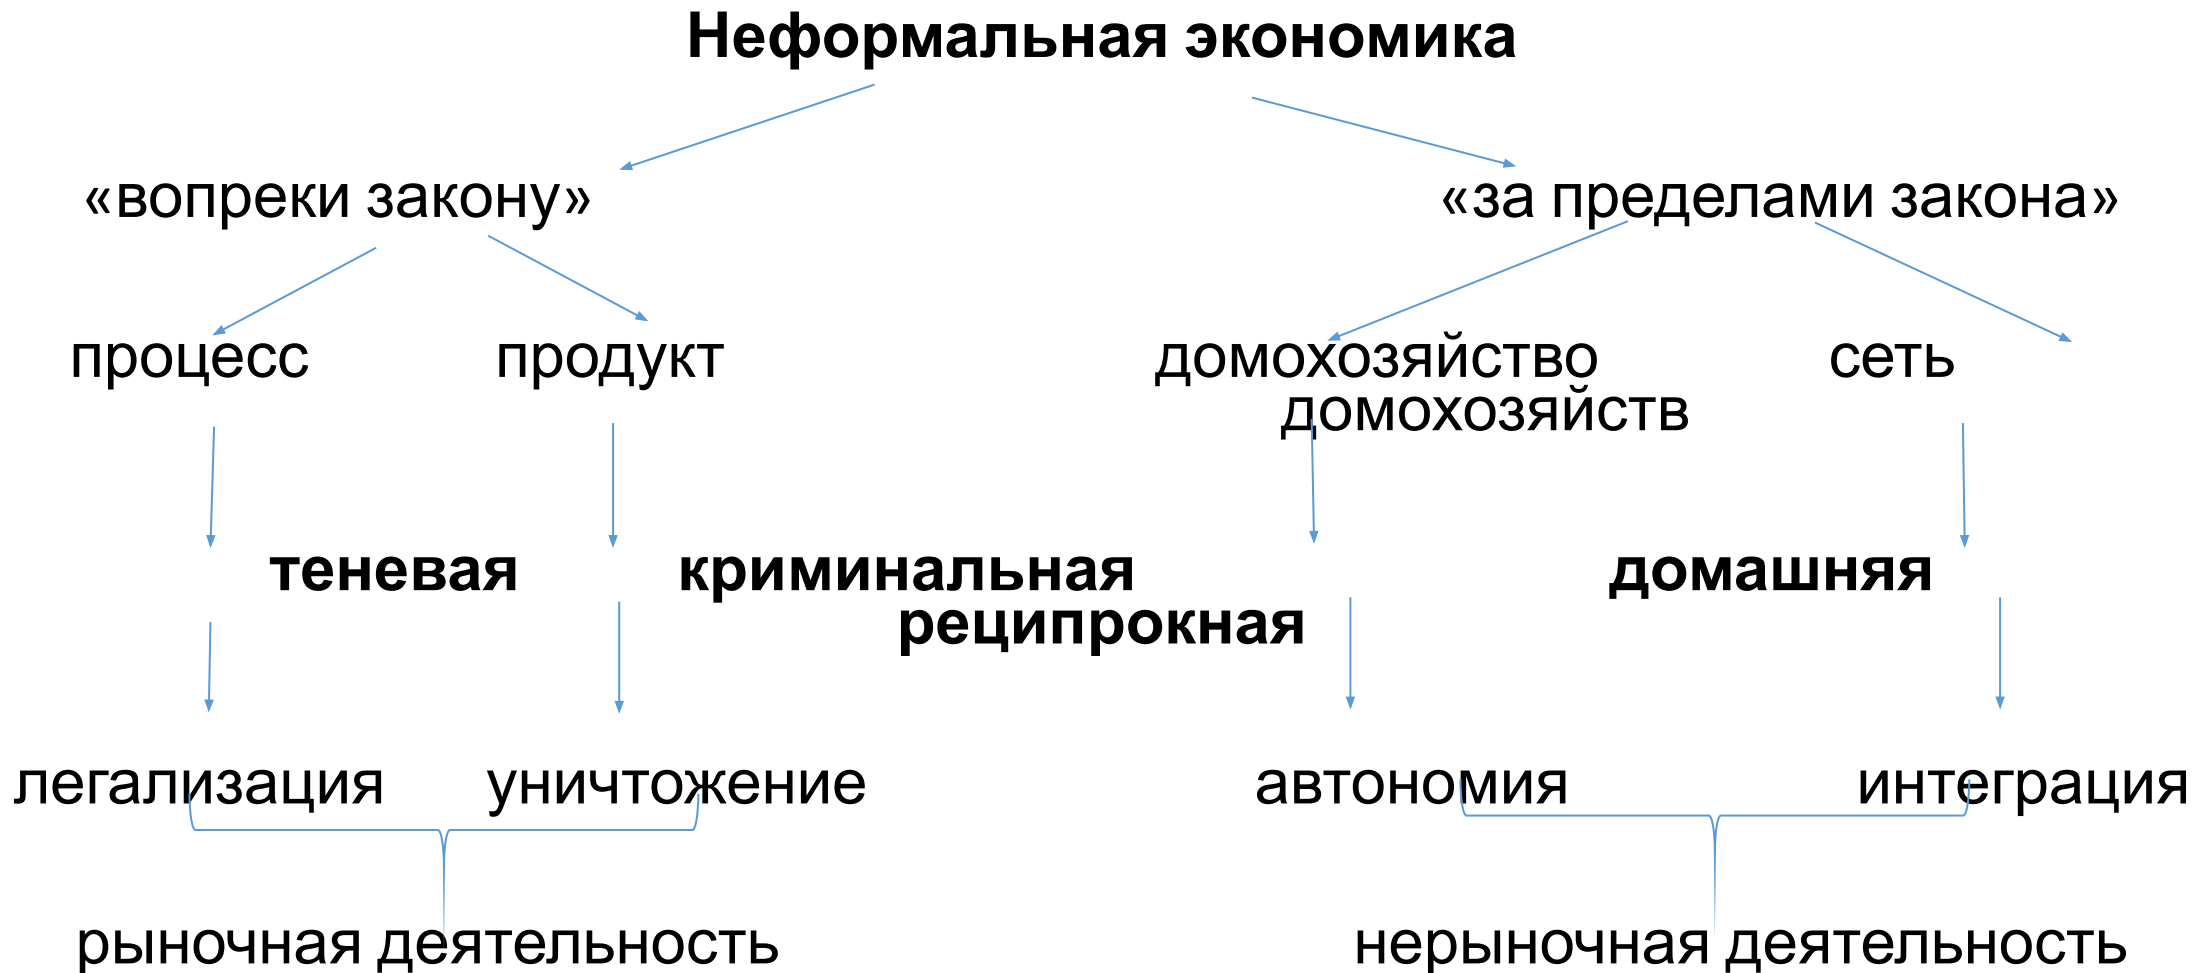 Неформальная экономика
«вопреки закону» «за пределами закона»
процесс продукт домохозяйство сеть
домохозяйств
теневая криминальная домашняя
реципрокная
легализация уничтожение автономия интеграция
рыночная деятельность нерыночная деятельность